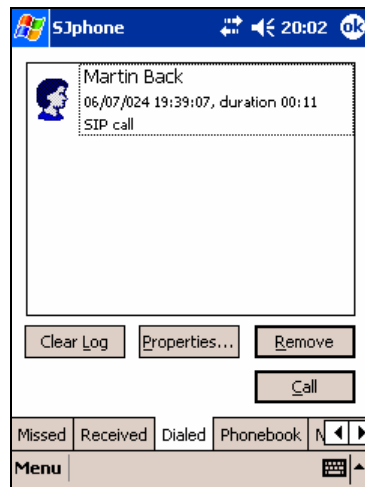 SJphone 20:02 ok
Martin Back
06/07/024 19:39:07, duration 00:11
SIP call
Clear Log Properties... Remove
Call
Missed Received Dialed Phonebook
Menu